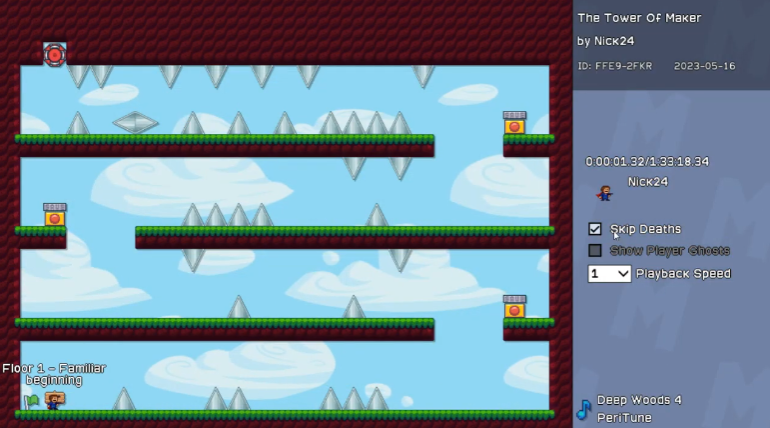 The Tower Of Maker
by Nick24
ID: FFE9-2FKR 2023-05-16
0:00:01.32/1:33:18.34
Nick24
Skip Deaths
Show Player Ghosts
1 Playback Speed
Floor 1 - Familiar
beginning
Deep Woods 4
PeriTune